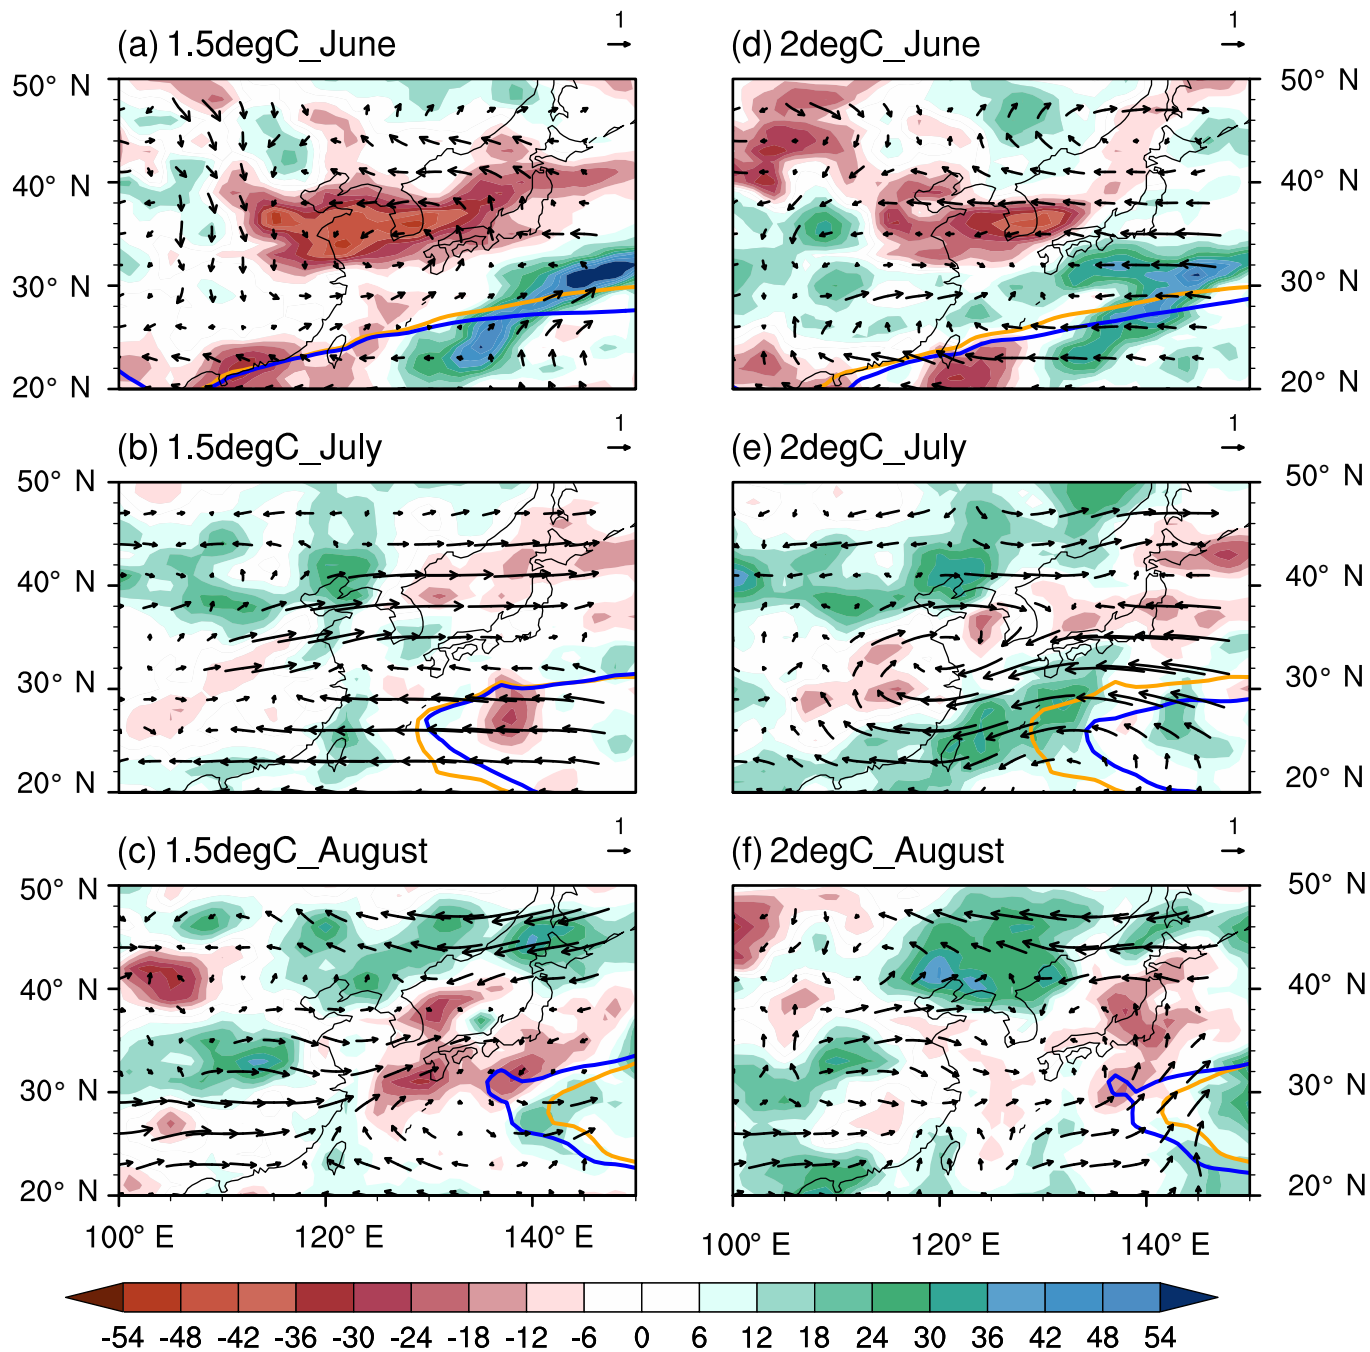 1
1
(a) 1.5degC_June
(d) 2degC_June
50° N
40° N
30° N
20° N
50° N
40° N
30° N
20° N
1
1
(b) 1.5degC_July
(e) 2degC_July
50° N
40° N
30° N
20° N
50° N
40° N
30° N
20° N
1
1
(c) 1.5degC_August
(f) 2degC_August
50° N
40° N
30° N
20° N
50° N
40° N
30° N
20° N
100° E 120° E 140° E
100° E 120° E 140° E
-54 -48 -42 -36 -30 -24 -18 -12 -6 0 6 12 18 24 30 36 42 48 54